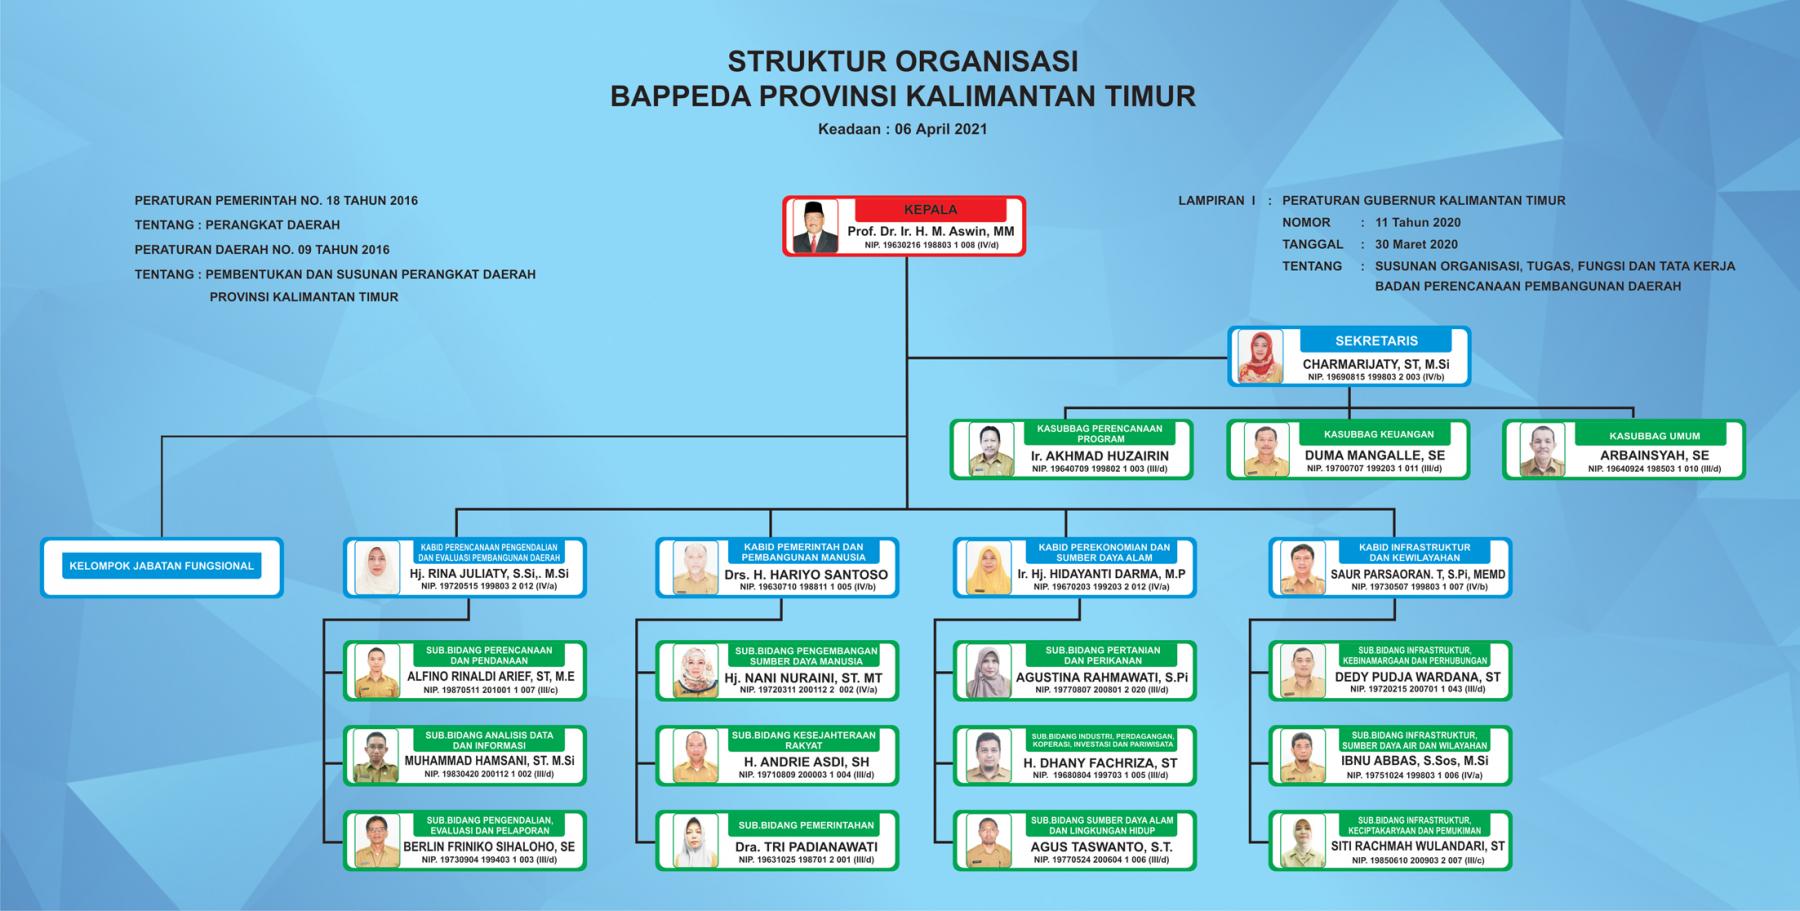 STRUKTUR ORGANISASI
BAPPEDA PROVINSI KALIMANTAN TIMUR
Keadaan : 06 April 2021
PERATURAN PEMERINTAH NO. 18 TAHUN 2016
TENTANG : PERANGKAT DAERAH
PERATURAN DAERAH NO. 09 TAHUN 2016
TENTANG : PEMBENTUKAN DAN SUSUNAN PERANGKAT DAERAH
PROVINSI KALIMANTAN TIMUR
KEPALA
Prof. Dr. Ir. H. M. Aswin, MM
NIP. 19630216 198803 1 008 (IV/d)
LAMPIRAN I : PERATURAN GUBERNUR KALIMANTAN TIMUR
NOMOR : 11 Tahun 2020
TANGGAL : 30 Maret 2020
TENTANG : SUSUNAN ORGANISASI, TUGAS, FUNGSI DAN TATA KERJA
BADAN PERENCANAAN PEMBANGUNAN DAERAH
SEKRETARIS
CHARMARIJATY, ST, M.Si
NIP. 19690815 199803 2 003 (IV/b)
KASUBBAG PERENCANAAN
PROGRAM
Ir. AKHMAD HUZAIRIN
NIP. 19640709 199802 1 003 (III/d)
KASUBBAG KEUANGAN
DUMA MANGALLE, SE
NIP. 19700707 199203 1 011 (III/d)
KASUBBAG UMUM
ARBAINSYAH, SE
NIP. 19640924 198503 1 010 (III/d)
KELOMPOK JABATAN FUNGSIONAL
KABID PERENCANAAN PENGENDALIAN
DAN EVALUASI PEMBANGUNAN DAERAH
Hj. RINA JULIATY, S.Si,. M.Si
NIP. 19720515 199803 2 012 (IV/a)
KABID PEMERINTAH DAN
PEMBANGUNAN MANUSIA
Drs. H. HARIYO SANTOSO
NIP. 19630710 198811 1 005 (IV/b)
KABID PEREKONOMIAN DAN
SUMBER DAYA ALAM
Ir. Hj. HIDAYANTI DARMA, M.P
NIP. 19670203 199203 2 012 (IV/a)
KABID INFRASTRUKTUR
DAN KEWILAYAHAN
SAUR PARSAORAN. T, S.Pi, MEMD
NIP. 19730507 199803 1 007 (IV/b)
SUB.BIDANG PERENCANAAN
DAN PENDANAAN
ALFINO RINALDI ARIEF, ST, M.E
NIP. 19870511 201001 1 007 (III/c)
SUB.BIDANG PENGEMBANGAN
SUMBER DAYA MANUSIA
Hj. NANI NURAINI, ST. MT
NIP. 19720311 200112 2 002 (IV/a)
SUB.BIDANG PERTANIAN
DAN PERIKANAN
AGUSTINA RAHMAWATI, S.Pi
NIP. 19770807 200801 2 020 (III/d)
SUB.BIDANG INFRASTRUKTUR,
KEBINAMARGAAN DAN PERHUBUNGAN
DEDY PUDJA WARDANA, ST
NIP. 19720215 200701 1 043 (III/d)
SUB.BIDANG ANALISIS DATA
DAN INFORMASI
MUHAMMAD HAMSANI, ST. M.Si
NIP. 19830420 200112 1 002 (III/d)
SUB.BIDANG KESEJAHTERAAN
RAKYAT
H. ANDRIE ASDI, SH
NIP. 19710809 200003 1 004 (III/d)
SUB.BIDANG INDUSTRI, PERDAGANGAN,
KOPERASI, INVESTASI DAN PARIWISATA
H. DHANY FACHRIZA, ST
NIP. 19680804 199703 1 005 (III/d)
SUB.BIDANG INFRASTRUKTUR,
SUMBER DAYA AIR DAN WILAYAHAN
IBNU ABBAS, S.Sos, M.Si
NIP. 19751024 199803 1 006 (IV/a)
SUB.BIDANG PENGENDALIAN,
EVALUASI DAN PELAPORAN
BERLIN FRINIKO SIHALOHO, SE
NIP. 19730904 199403 1 003 (III/d)
SUB.BIDANG PEMERINTAHAN
Dra. TRI PADIANAWATI
NIP. 19631025 198701 2 001 (III/d)
SUB.BIDANG SUMBER DAYA ALAM
DAN LINGKUNGAN HIDUP
AGUS TASWANTO, S.T.
NIP. 19770524 200604 1 006 (III/d)
SUB.BIDANG INFRASTRUKTUR,
KECIPTAKARYAAN DAN PEMUKIMAN
SITI RACHMAH WULANDARI, ST
NIP. 19850610 200903 2 007 (III/c)